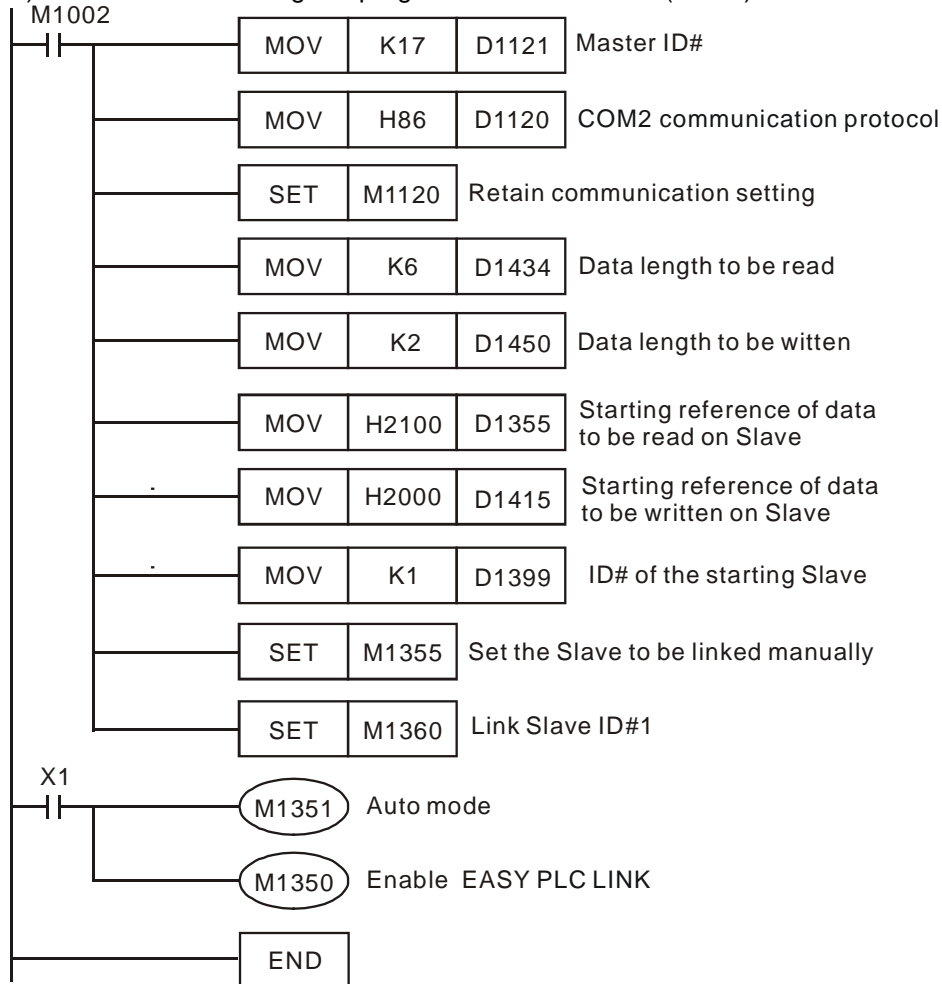 M1002
MOV K17 D1121 Master ID#
MOV H86 D1120 COM2 communication protocol
SET M1120 Retain communication setting
MOV K6 D1434 Data length to be read
MOV K2 D1450 Data length to be witten
MOV H2100 D1355 Starting reference of data
to be read on Slave
MOV H2000 D1415 Starting reference of data
to be written on Slave
MOV K1 D1399 ID# of the starting Slave
SET M1355 Set the Slave to be linked manually
SET M1360 Link Slave ID#1
X1
M1351 Auto mode
M1350 Enable EASY PLC LINK
END